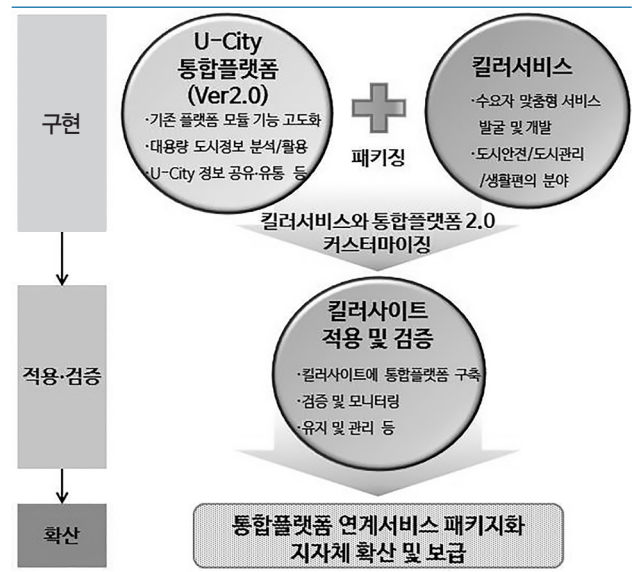 구현
U-City
통합플랫폼
(Ver2.0)
·기존 플랫폼 모듈 기능 고도화
·대용량 도시정보 분석/활용
·U-City 정보 공유·유통 등
패키징
킬러서비스
·수요자 맞춤형 서비스
발굴 및 개발
·도시안전/도시관리
/생활편의 분야
킬러서비스와 통합플랫폼 2.0
커스터마이징
적용·검증
킬러사이트
적용 및 검증
·킬러사이트에 통합플랫폼 구축
·검증 및 모니터링
·유지 및 관리 등
확산
통합플랫폼 연계서비스 패키지화
지자체 확산 및 보급